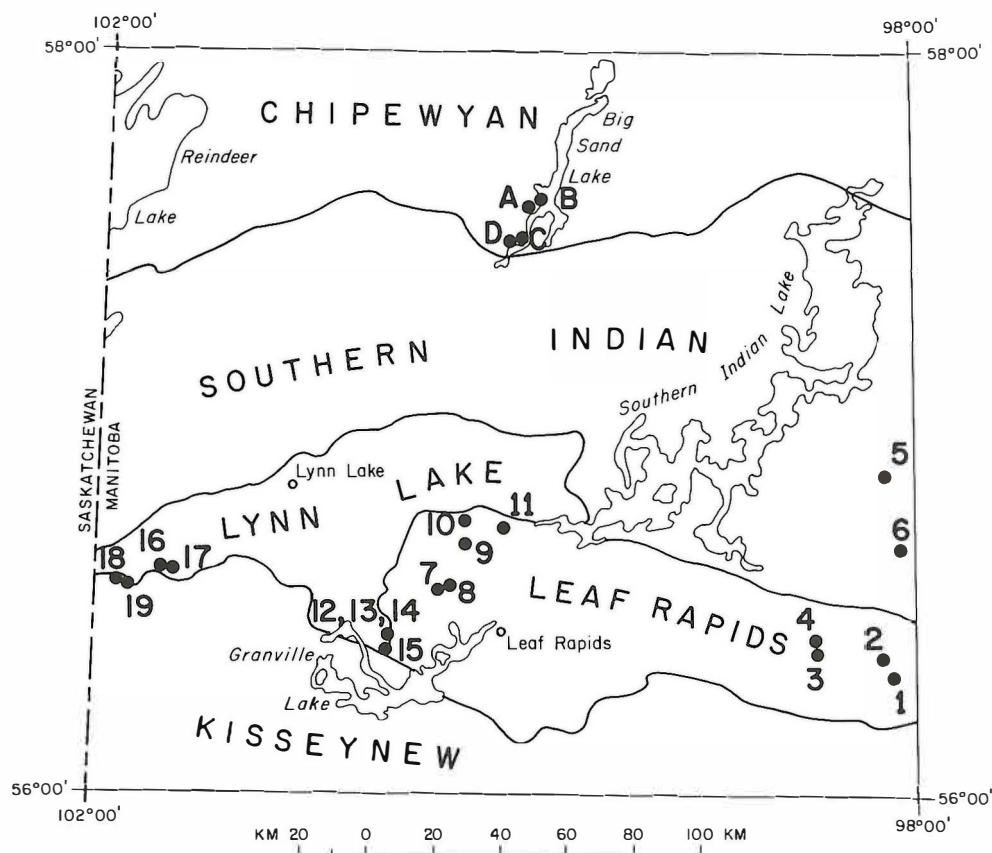 102°00'
98°00'
58°00'
58°00'
CHIPEWYAN
Big
Sand
Lake
Reindeer
Lake
A
B
D
C
SOUTHERN INDIAN
Southern Indian Lake
SASKATCHEWAN
MANITOBA
Lynn Lake
LYNN LAKE
5
6
10
11
9
7
8
16
17
18
19
LEAF RAPIDS
12, 13, 14
15
Leaf Rapids
4
3
2
1
Granville
Lake
KISSEYNEW
56°00'
56°00'
102°00'
98°00'
KM 20 0 20 40 60 80 100 KM